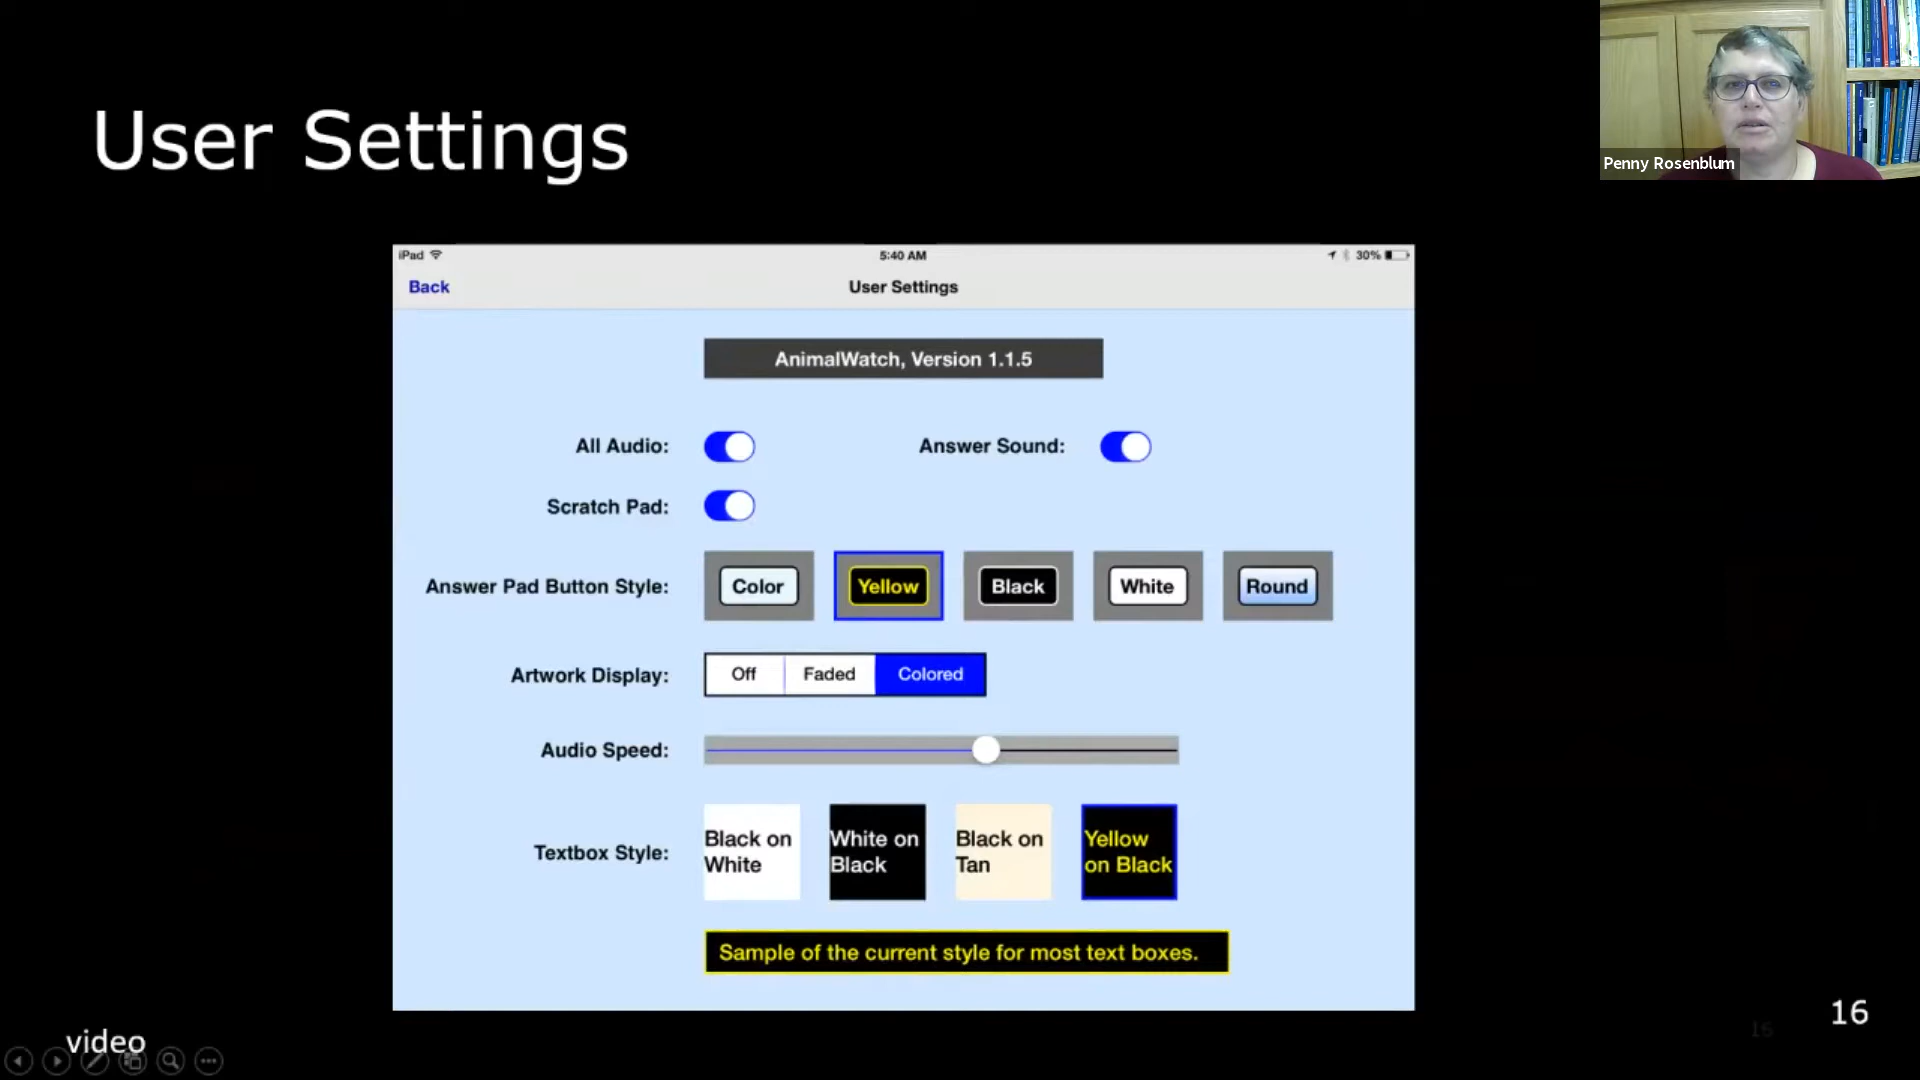 User Settings
Penny Rosenblum
iPad 5:40 AM 30%
Back User Settings
AnimalWatch, Version 1.1.5
All Audio: Answer Sound:
Scratch Pad:
Answer Pad Button Style: Color Yellow Black White Round
Artwork Display: Off Faded Colored
Audio Speed:
Textbox Style:
Black on
White
White on
Black
Black on
Tan
Yellow
on Black
Sample of the current style for most text boxes.
video
16
16